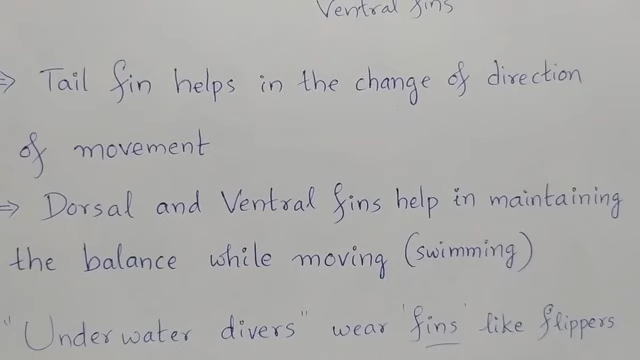 Ventral fins
⇒ Tail fin helps in the change of direction
of movement
⇒ Dorsal and Ventral fins help in maintaining
the balance while moving (swimming)
"Underwater divers" wear 'fins' like flippers